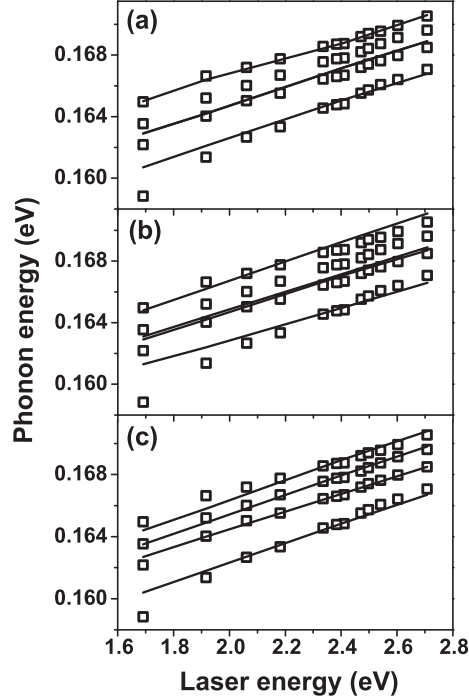 (a)
0.168
0.164
0.160
(b)
0.168
0.164
0.160
(c)
0.168
0.164
0.160
Phonon energy (eV)
1.6 1.8 2.0 2.2 2.4 2.6 2.8
Laser energy (eV)